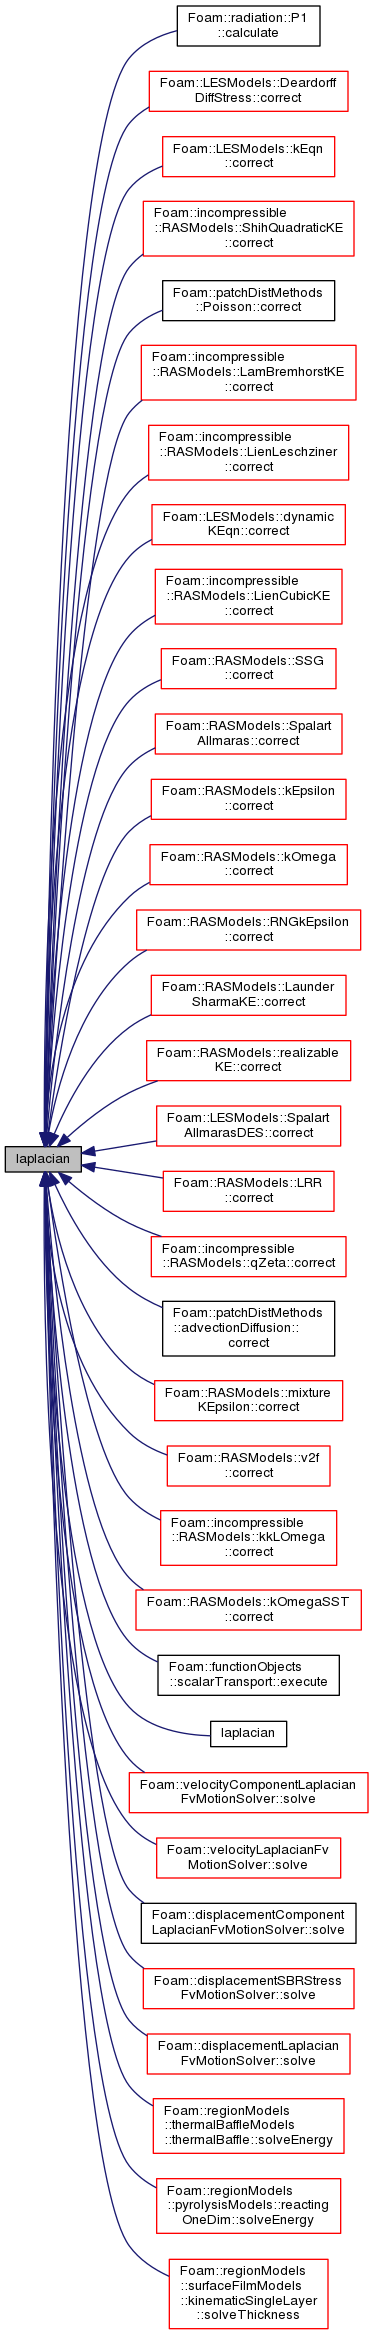 Foam::radiation::P1
::calculate
Foam::LESModels::Deardorff
DiffStress::correct
Foam::LESModels::kEqn
::correct
Foam::incompressible
::RASModels::ShihQuadraticKE
::correct
Foam::patchDistMethods
::Poisson::correct
Foam::incompressible
::RASModels::LamBremhorstKE
::correct
Foam::incompressible
::RASModels::LienLeschziner
::correct
Foam::LESModels::dynamic
KEqn::correct
Foam::incompressible
::RASModels::LienCubicKE
::correct
Foam::RASModels::SSG
::correct
Foam::RASModels::Spalart
Allmaras::correct
Foam::RASModels::kEpsilon
::correct
Foam::RASModels::kOmega
::correct
Foam::RASModels::RNGkEpsilon
::correct
Foam::RASModels::Launder
SharmaKE::correct
Foam::RASModels::realizable
KE::correct
Foam::LESModels::Spalart
AllmarasDES::correct
laplacian
Foam::RASModels::LRR
::correct
Foam::incompressible
::RASModels::qZeta::correct
Foam::patchDistMethods
::advectionDiffusion::
correct
Foam::RASModels::mixture
KEpsilon::correct
Foam::RASModels::v2f
::correct
Foam::incompressible
::RASModels::kkLOmega
::correct
Foam::RASModels::kOmegaSST
::correct
Foam::functionObjects
::scalarTransport::execute
laplacian
Foam::velocityComponentLaplacian
FvMotionSolver::solve
Foam::velocityLaplacianFv
MotionSolver::solve
Foam::displacementComponent
LaplacianFvMotionSolver::solve
Foam::displacementSBRStress
FvMotionSolver::solve
Foam::displacementLaplacian
FvMotionSolver::solve
Foam::regionModels
::thermalBaffleModels
::thermalBaffle::solveEnergy
Foam::regionModels
::pyrolysisModels::reacting
OneDim::solveEnergy
Foam::regionModels
::surfaceFilmModels
::kinematicSingleLayer
::solveThickness